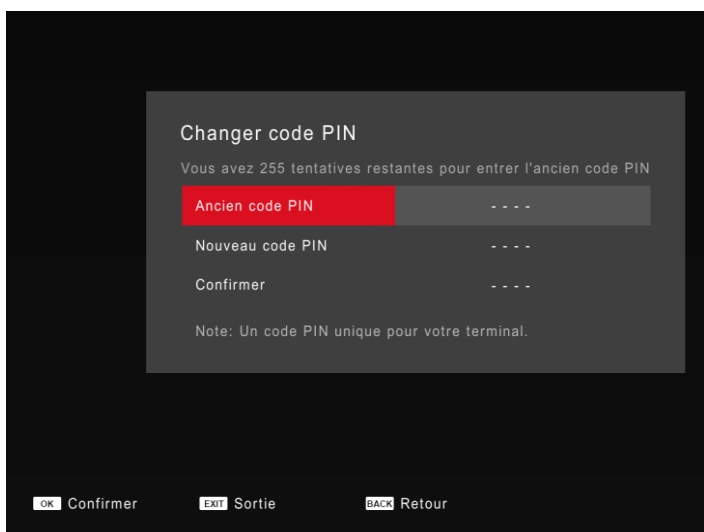 Changer code PIN
Vous avez 255 tentatives restantes pour entrer l'ancien code PIN
Ancien code PIN - - - -
Nouveau code PIN - - - -
Confirmer - - - -
Note: Un code PIN unique pour votre terminal.
OK Confirmer EXIT Sortie BACK Retour